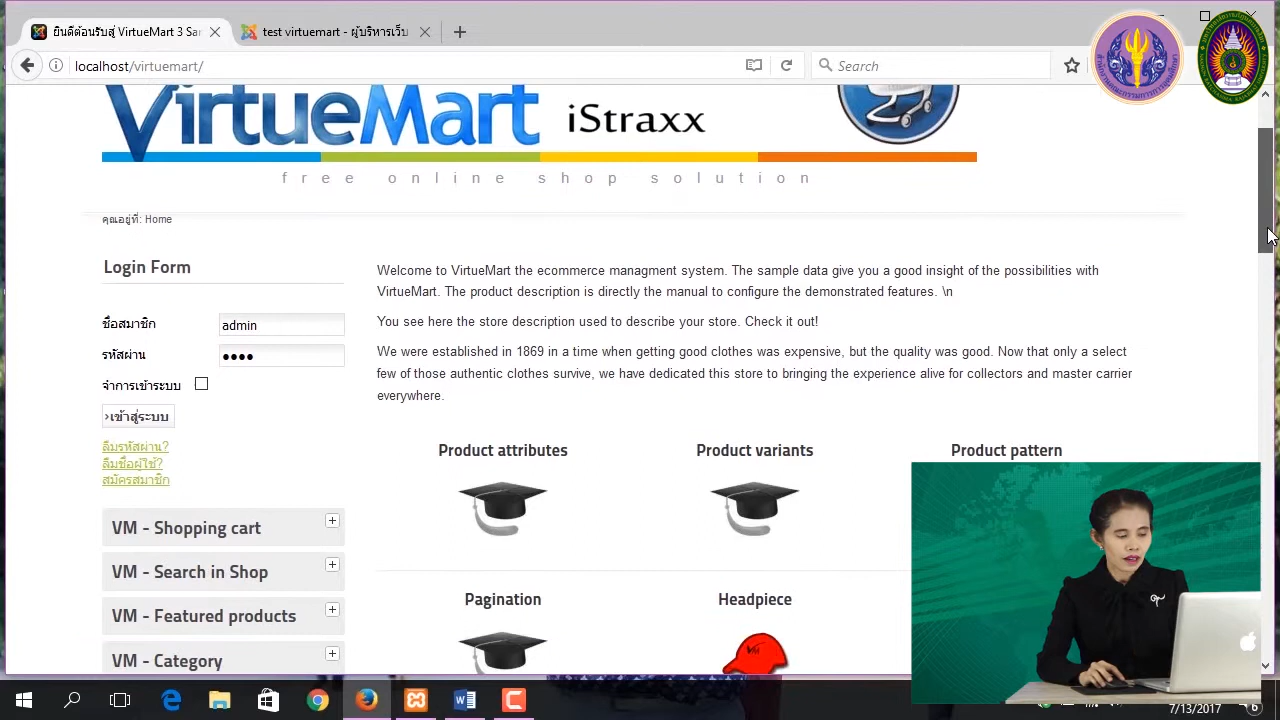 ยินดีต้อนรับสู่ VirtueMart 3 Sar
test virtuemart - ผู้บริหารเว็บ
localhost/virtuemart/
Search
VirtueMart
iStraxx
free online shop solution
คุณอยู่ที่: Home
Login Form
ชื่อสมาชิก
admin
รหัสผ่าน
จำการเข้าระบบ
›เข้าสู่ระบบ
ลืมรหัสผ่าน?
ลืมชื่อผู้ใช้?
สมัครสมาชิก
VM - Shopping cart
VM - Search in Shop
VM - Featured products
VM - Category
Welcome to VirtueMart the ecommerce managment system. The sample data give you a good insight of the possibilities with
VirtueMart. The product description is directly the manual to configure the demonstrated features. \n
You see here the store description used to describe your store. Check it out!
We were established in 1869 in a time when getting good clothes was expensive, but the quality was good. Now that only a select
few of those authentic clothes survive, we have dedicated this store to bringing the experience alive for collectors and master carrier
everywhere.
Product attributes
Product variants
Product pattern
Pagination
Headpiece
VM
7/13/2017
6